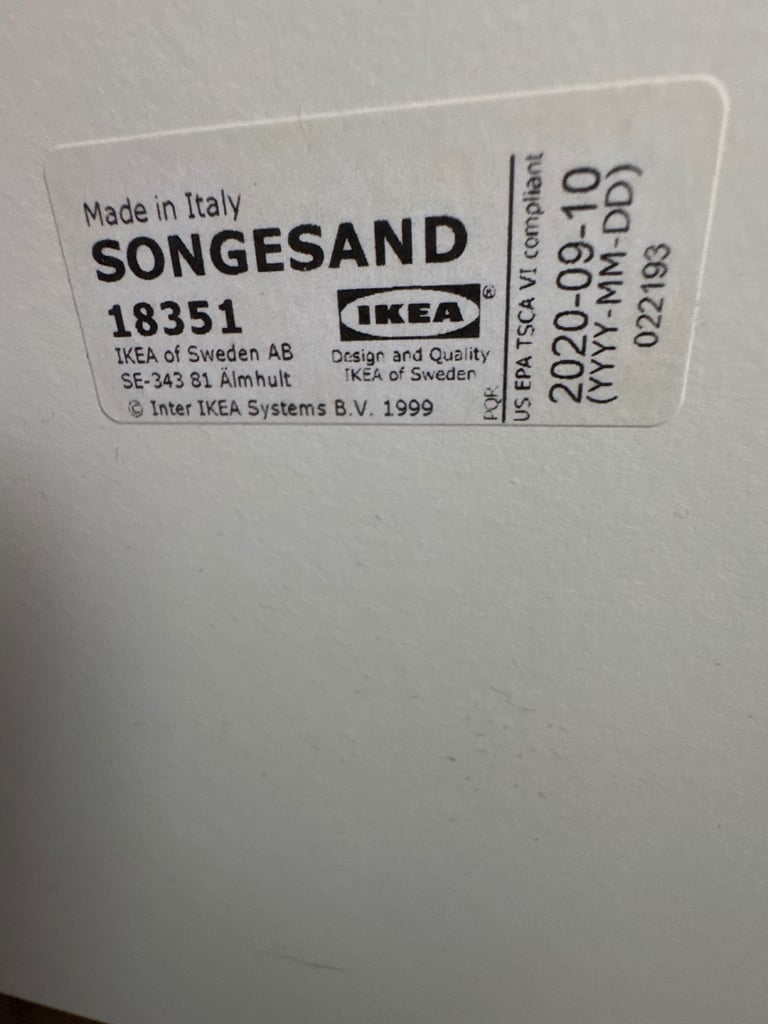 Made in Italy
SONGESAND
18351
IKEA of Sweden AB
SE-343 81 Älmhult
© Inter IKEA Systems B.V. 1999
IKEA®
Design and Quality
IKEA of Sweden
PQR
US EPA TSCA VI compliant
2020-09-10
(YYYY-MM-DD)
022193